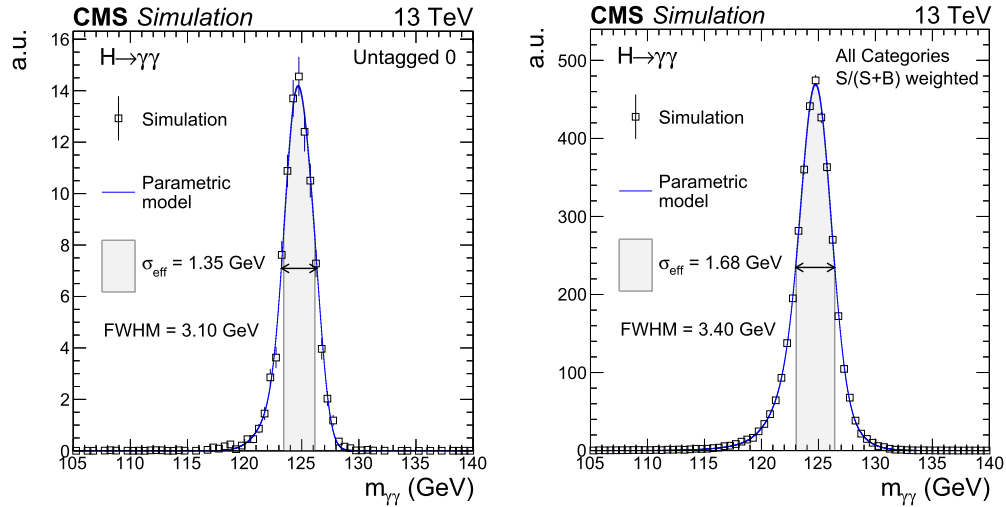 CMS Simulation 13 TeV
a.u.
H→γγ Untagged 0
Simulation
Parametric
model
σeff = 1.35 GeV
FWHM = 3.10 GeV
16
14
12
10
8
6
4
2
0
105 110 115 120 125 130 135 140
mγγ (GeV)
CMS Simulation 13 TeV
a.u.
H→γγ All Categories
S/(S+B) weighted
Simulation
Parametric
model
σeff = 1.68 GeV
FWHM = 3.40 GeV
500
400
300
200
100
0
105 110 115 120 125 130 135 140
mγγ (GeV)